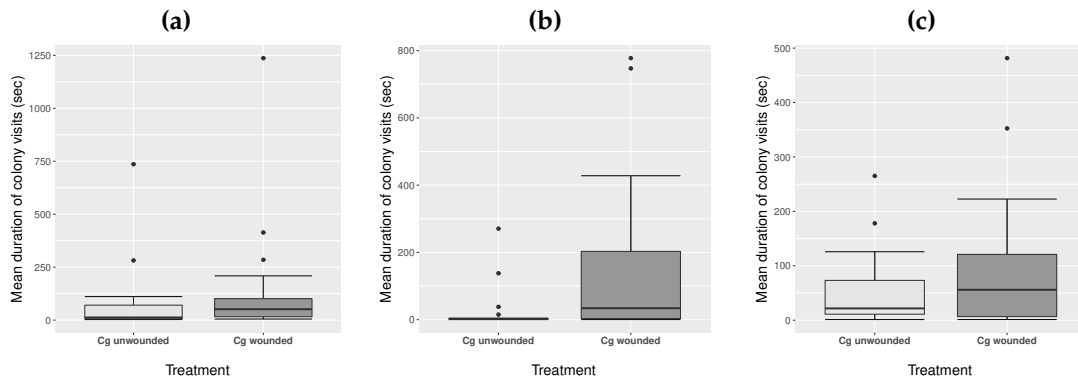 (a)
Mean duration of colony visits (sec)
1250
1000
750
500
250
0
Cg unwounded Cg wounded
Treatment
(b)
Mean duration of colony visits (sec)
800
600
400
200
0
Cg unwounded Cg wounded
Treatment
(c)
Mean duration of colony visits (sec)
500
400
300
200
100
0
Cg unwounded Cg wounded
Treatment